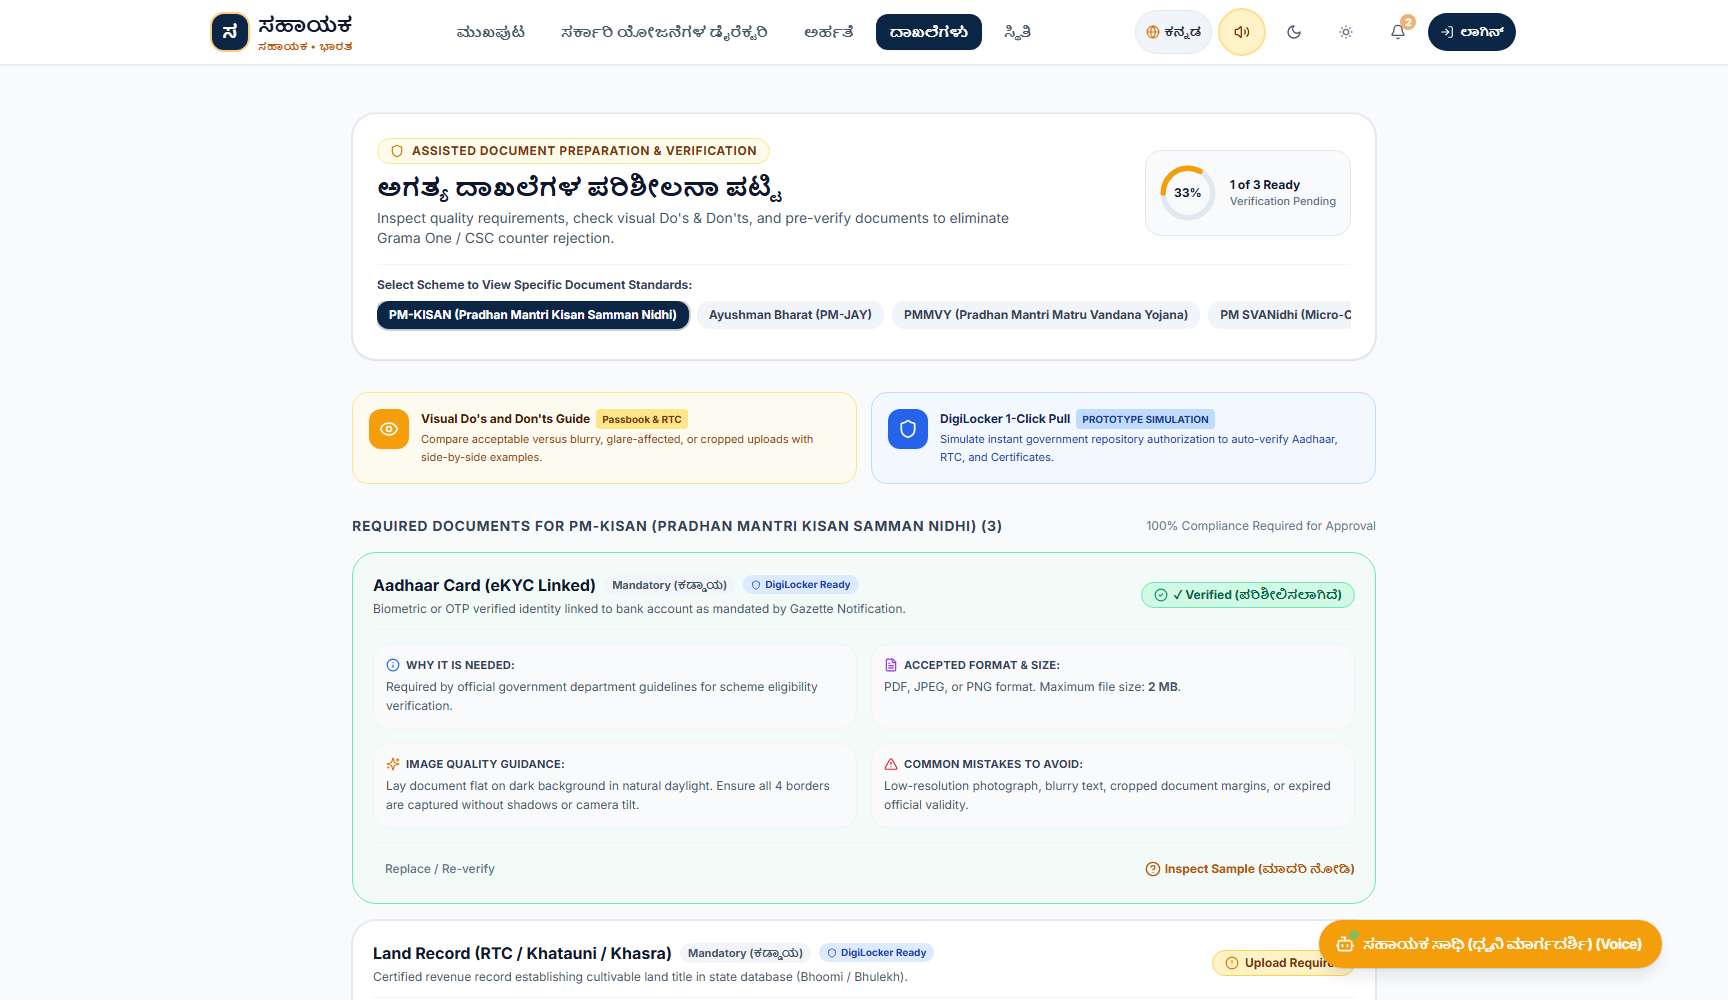 ಸ
ಸಹಾಯಕ
ಸಹಾಯಕ • ಭಾರತ
ಮುಖಪುಟ
ಸರ್ಕಾರಿ ಯೋಜನೆಗಳ ಡೈರೆಕ್ಟರಿ
ಅರ್ಹತೆ
ದಾಖಲೆಗಳು
ಸ್ಥಿತಿ
ಕನ್ನಡ
2
ಲಾಗಿನ್
ASSISTED DOCUMENT PREPARATION & VERIFICATION
ಅಗತ್ಯ ದಾಖಲೆಗಳ ಪರಿಶೀಲನಾ ಪಟ್ಟಿ
Inspect quality requirements, check visual Do's & Don'ts, and pre-verify documents to eliminate
Grama One / CSC counter rejection.
33%
1 of 3 Ready
Verification Pending
Select Scheme to View Specific Document Standards:
PM-KISAN (Pradhan Mantri Kisan Samman Nidhi)
Ayushman Bharat (PM-JAY)
PMMVY (Pradhan Mantri Matru Vandana Yojana)
PM SVANidhi (Micro-C
Visual Do's and Don'ts Guide
Passbook & RTC
Compare acceptable versus blurry, glare-affected, or cropped uploads with
side-by-side examples.
DigiLocker 1-Click Pull
PROTOTYPE SIMULATION
Simulate instant government repository authorization to auto-verify Aadhaar,
RTC, and Certificates.
REQUIRED DOCUMENTS FOR PM-KISAN (PRADHAN MANTRI KISAN SAMMAN NIDHI) (3)
100% Compliance Required for Approval
Aadhaar Card (eKYC Linked)
Mandatory (ಕಡ್ಡಾಯ)
DigiLocker Ready
Biometric or OTP verified identity linked to bank account as mandated by Gazette Notification.
✓ Verified (ಪರಿಶೀಲಿಸಲಾಗಿದೆ)
WHY IT IS NEEDED:
Required by official government department guidelines for scheme eligibility
verification.
ACCEPTED FORMAT & SIZE:
PDF, JPEG, or PNG format. Maximum file size: 2 MB.
IMAGE QUALITY GUIDANCE:
Lay document flat on dark background in natural daylight. Ensure all 4 borders
are captured without shadows or camera tilt.
COMMON MISTAKES TO AVOID:
Low-resolution photograph, blurry text, cropped document margins, or expired
official validity.
Replace / Re-verify
Inspect Sample (ಮಾದರಿ ನೋಡಿ)
Land Record (RTC / Khatauni / Khasra)
Mandatory (ಕಡ್ಡಾಯ)
DigiLocker Ready
Certified revenue record establishing cultivable land title in state database (Bhoomi / Bhulekh).
Upload Require
ಸಹಾಯಕ ಸಾಥಿ (ಧ್ವನಿ ಮಾರ್ಗದರ್ಶಿ) (Voice)